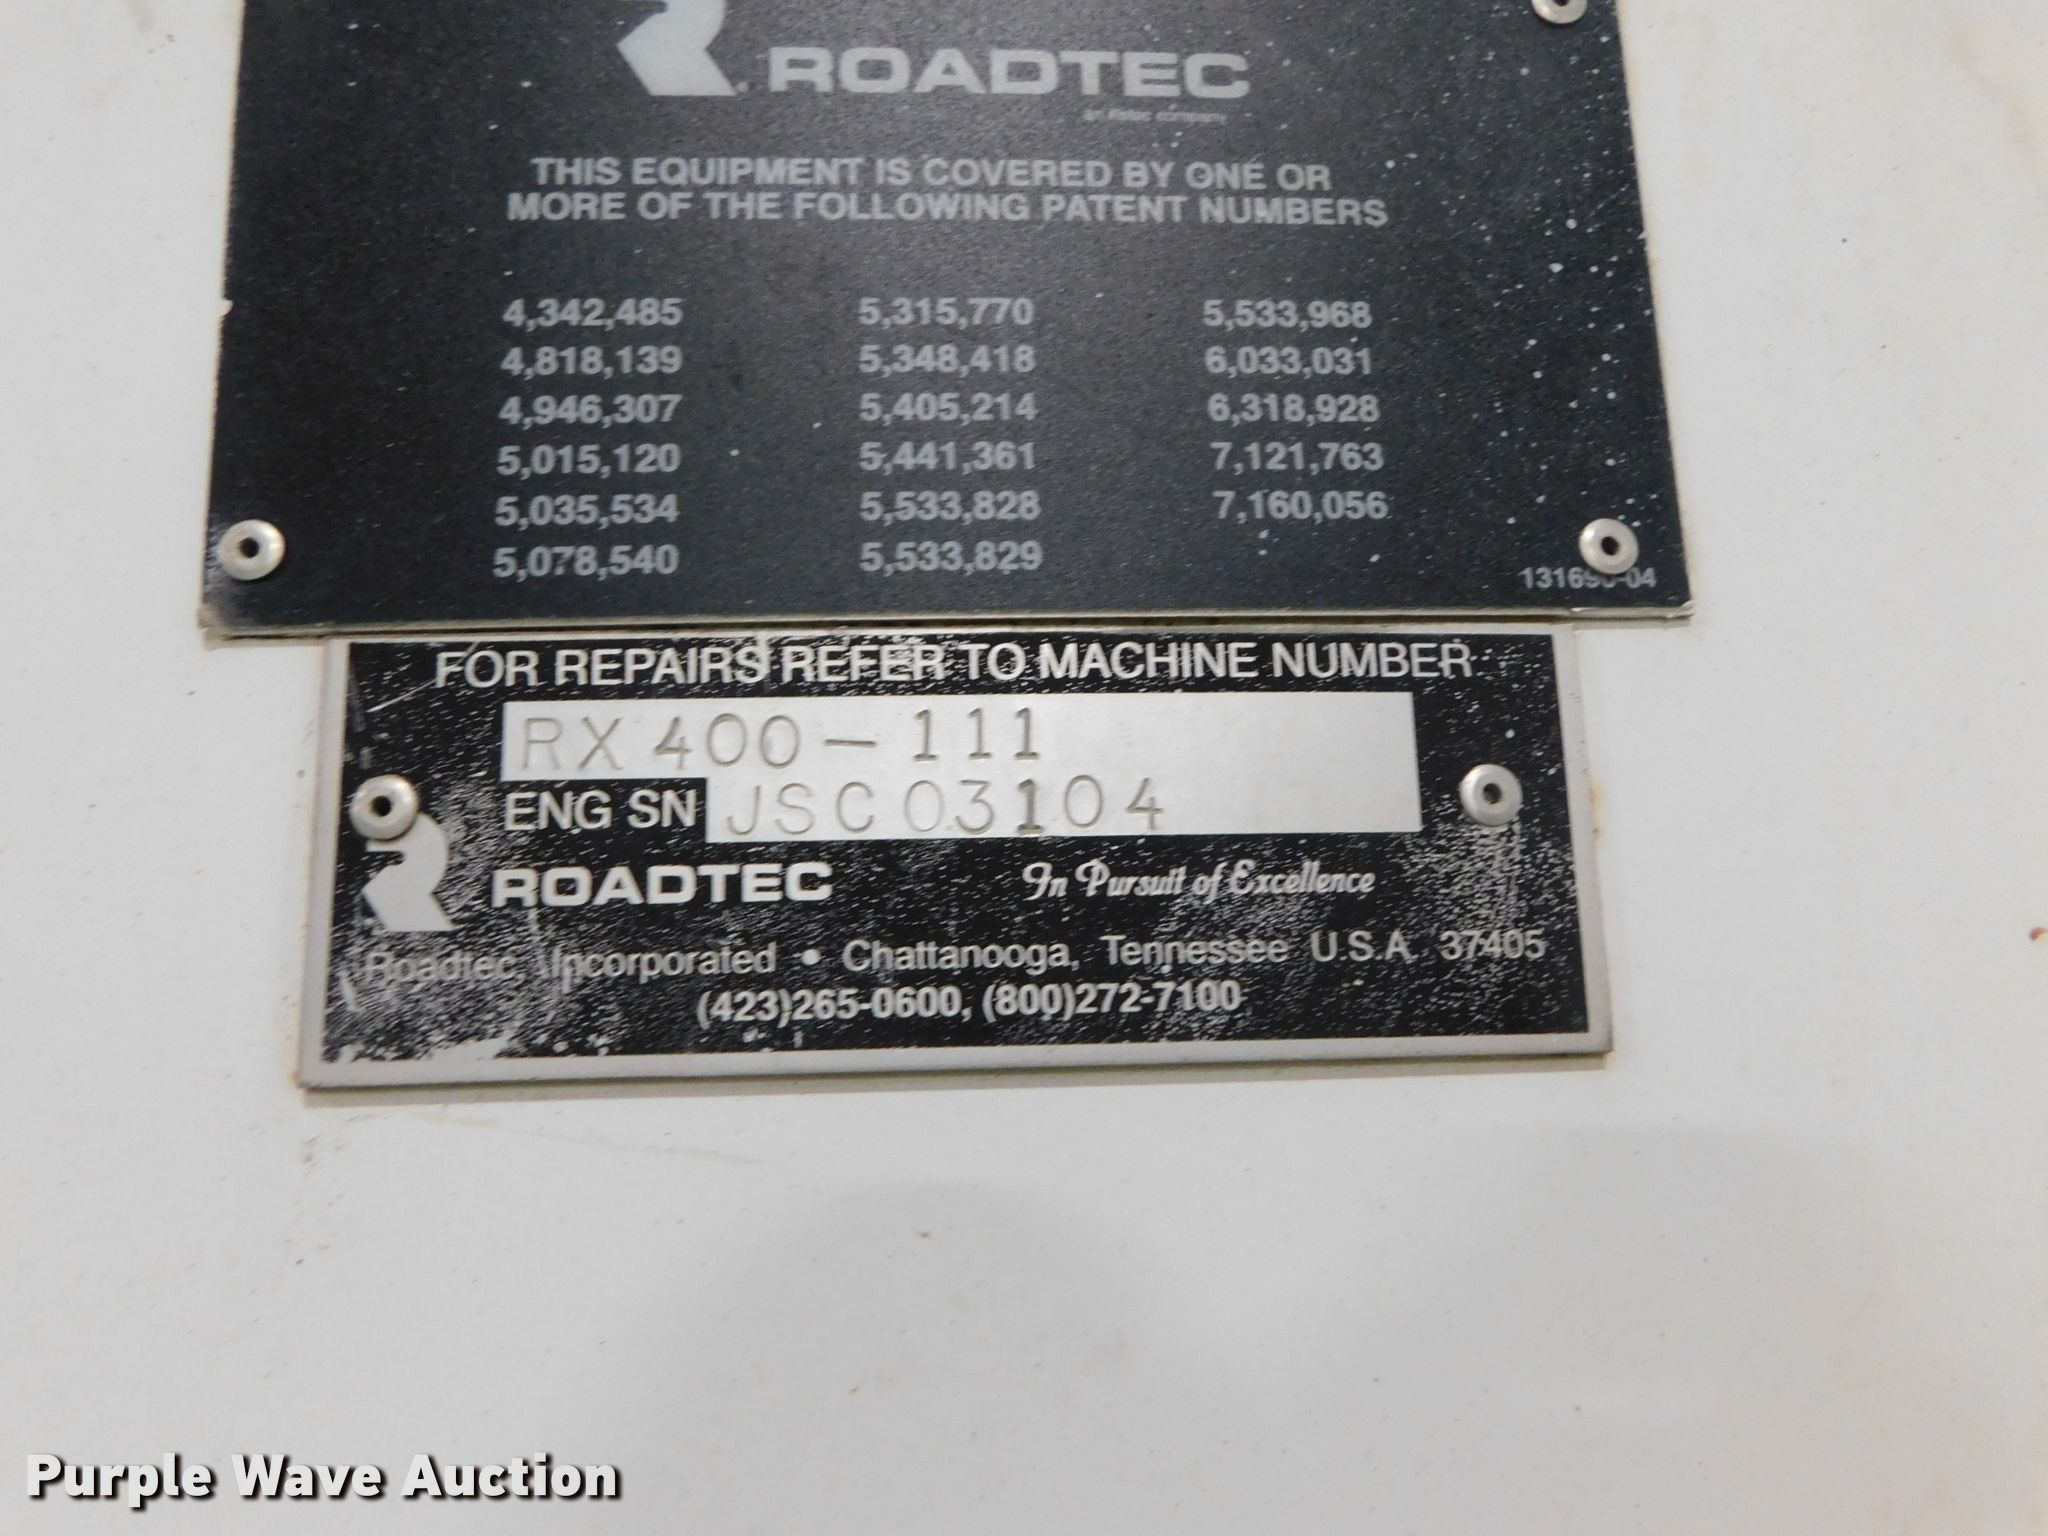 ROADTEC
an Astec company
THIS EQUIPMENT IS COVERED BY ONE OR
MORE OF THE FOLLOWING PATENT NUMBERS
4,342,485 5,315,770 5,533,968
4,818,139 5,348,418 6,033,031
4,946,307 5,405,214 6,318,928
5,015,120 5,441,361 7,121,763
5,035,534 5,533,828 7,160,056
5,078,540 5,533,829
FOR REPAIRS REFER TO MACHINE NUMBER
RX400-111
ENG SN JSC03104
ROADTEC In Pursuit of Excellence
Roadtec, Incorporated • Chattanooga, Tennessee U.S.A. 37405
(423)265-0600, (800)272-7100
Purple Wave Auction